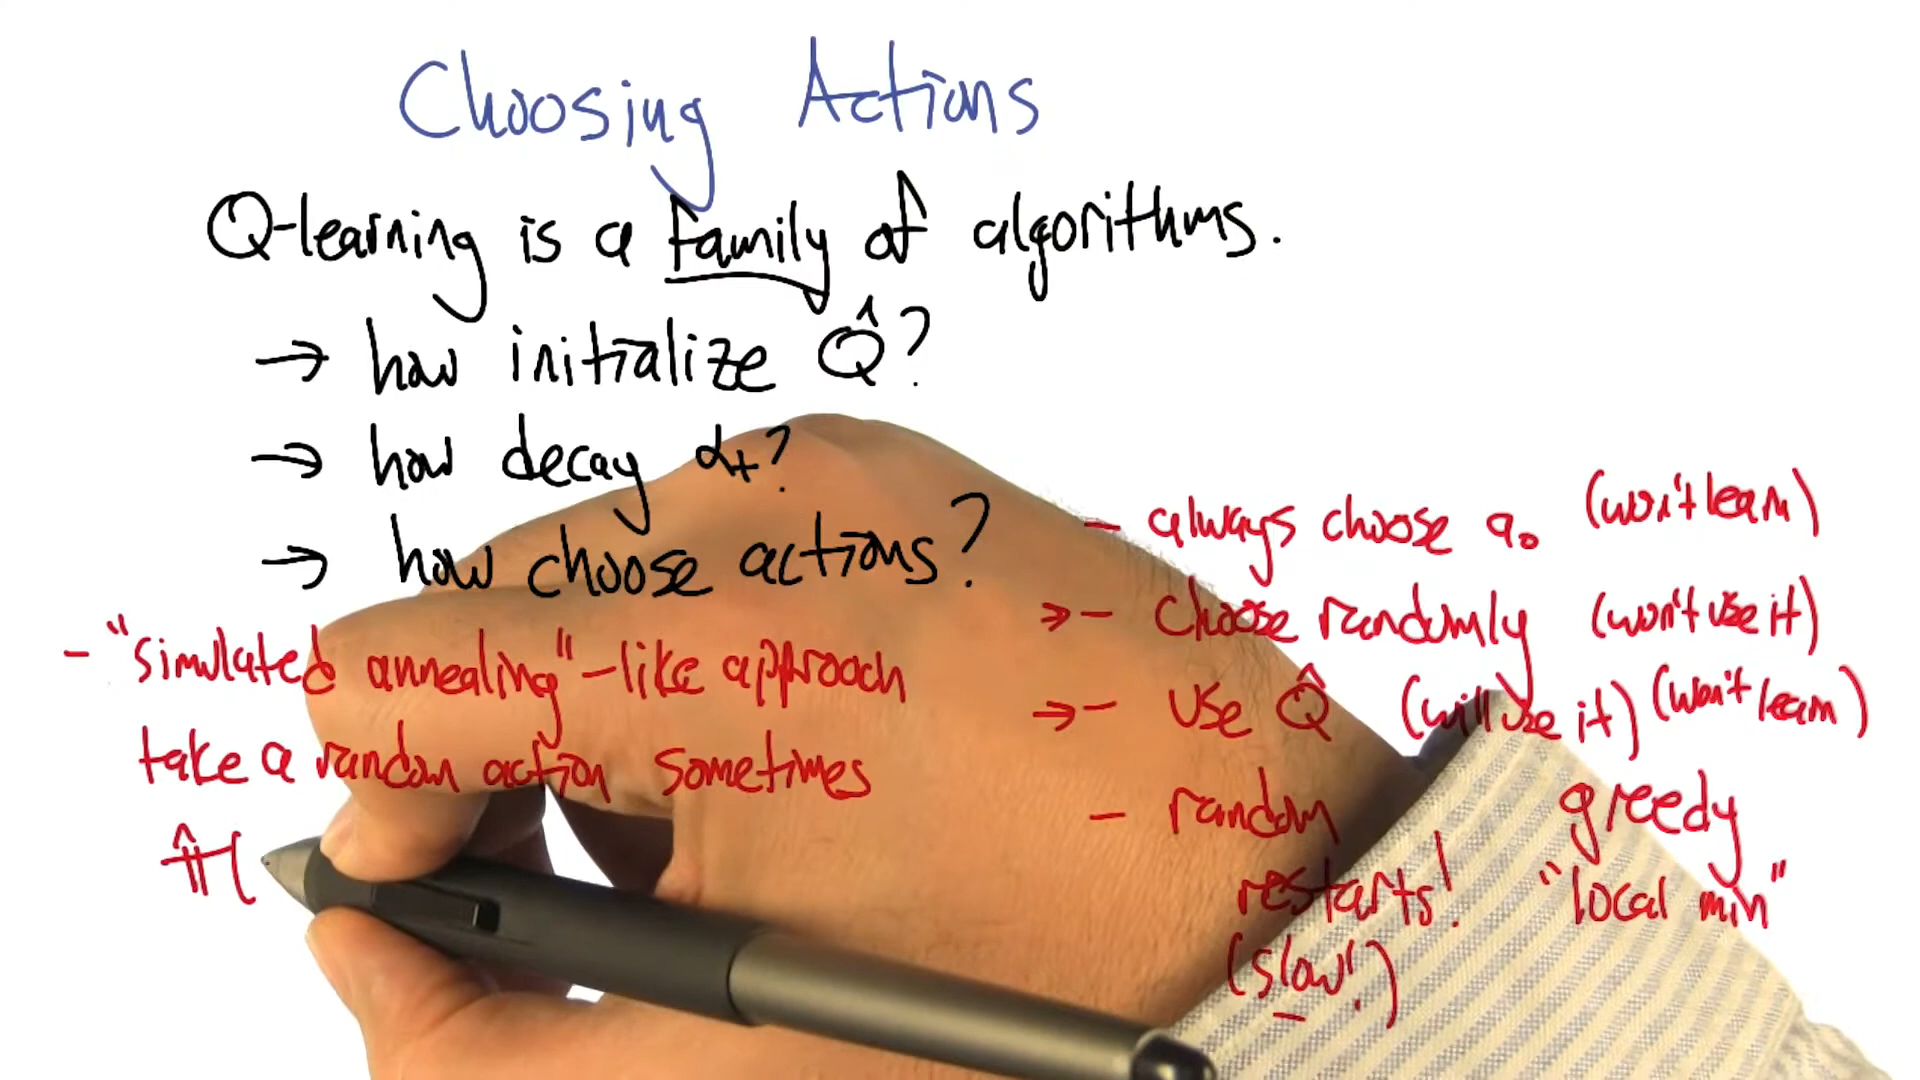 Choosing Actions
Q-learning is a family of algorithms.
→ how initialize Q̂?
→ how decay αt?
→ how choose actions?
- always choose a₀ (won't learn)
→ - choose randomly (won't use it)
→ - use Q̂ (will use it) (won't learn)
- random restarts! (slow!)
greedy
"local min"
- "simulated annealing"-like approach
take a random action sometimes
π̂(